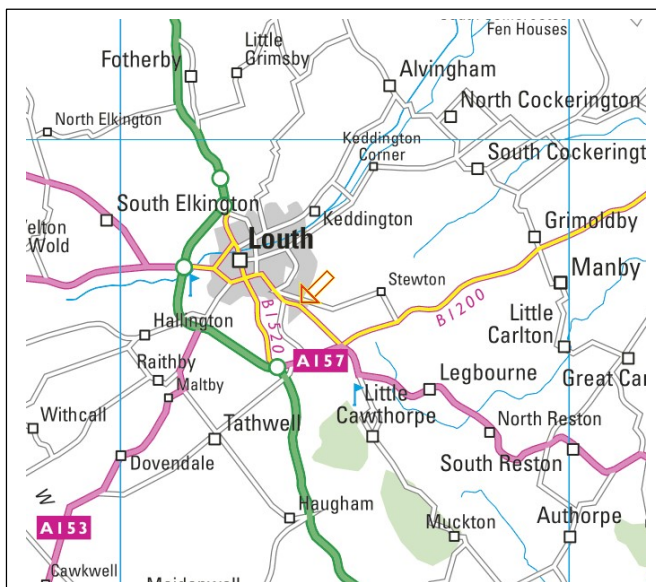 Fen Houses
Little
Grimsby
Fotherby
Alvingham
North Cockerington
North Elkington
Keddington
Corner
South Cockeringt
South Elkington
Keddington
elton
Wold
Louth
Grimoldby
Stewton
Manby
B1200
B1520
Hallington
Little
Carlton
A157
Raithby
Maltby
Legbourne
Great Car
Little
Cawthorpe
Withcall
Tathwell
North Reston
Dovendale
South Reston
Haugham
A153
Muckton
Authorpe
Cawkwell